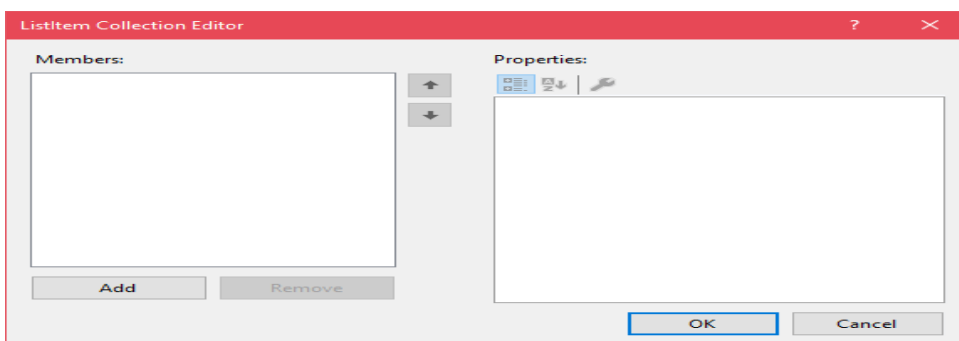 ListItem Collection Editor
Members:
Properties:
Add
Remove
OK
Cancel